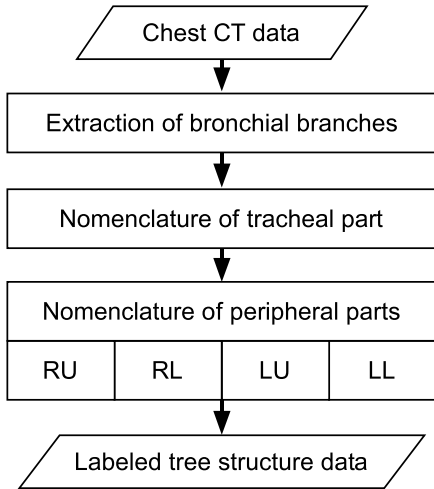 Chest CT data
Extraction of bronchial branches
Nomenclature of tracheal part
Nomenclature of peripheral parts
RU RL LU LL
Labeled tree structure data